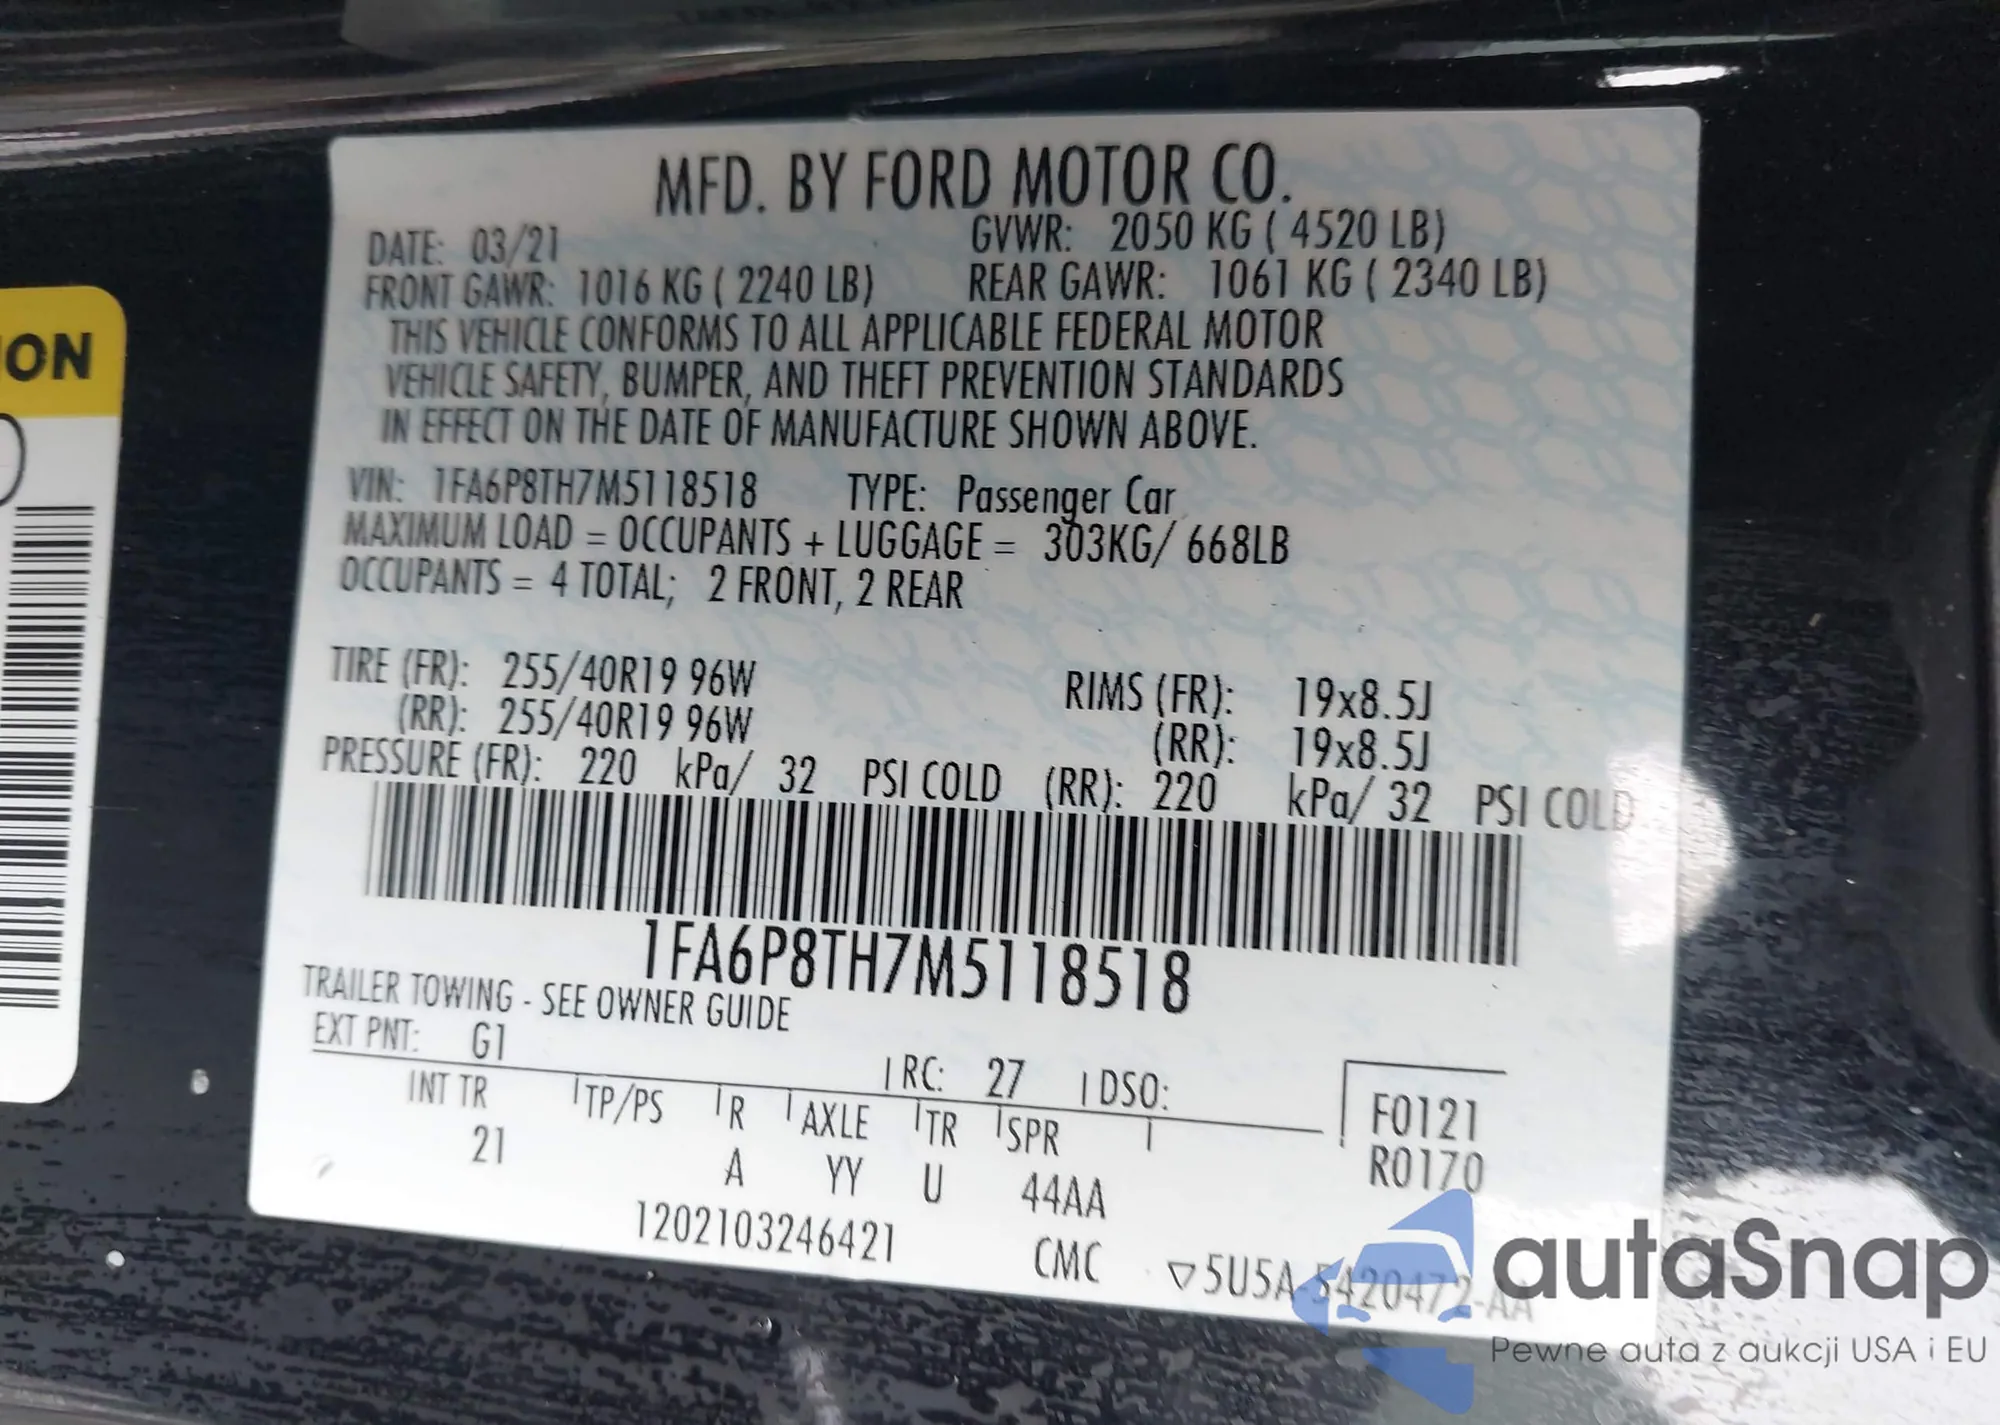 MFD. BY FORD MOTOR CO.
DATE: 03/21 GVWR: 2050 KG ( 4520 LB)
FRONT GAWR: 1016 KG ( 2240 LB) REAR GAWR: 1061 KG ( 2340 LB)
THIS VEHICLE CONFORMS TO ALL APPLICABLE FEDERAL MOTOR
VEHICLE SAFETY, BUMPER, AND THEFT PREVENTION STANDARDS
IN EFFECT ON THE DATE OF MANUFACTURE SHOWN ABOVE.
VIN: 1FA6P8TH7M5118518 TYPE: Passenger Car
MAXIMUM LOAD = OCCUPANTS + LUGGAGE = 303KG/ 668LB
OCCUPANTS = 4 TOTAL; 2 FRONT, 2 REAR
TIRE (FR): 255/40R19 96W RIMS (FR): 19x8.5J
(RR): 255/40R19 96W (RR): 19x8.5J
PRESSURE (FR): 220 kPa/ 32 PSI COLD (RR): 220 kPa/ 32 PSI COLD
1FA6P8TH7M5118518
TRAILER TOWING - SEE OWNER GUIDE
EXT PNT: G1 RC: 27 DSO:
INT TR TP/PS R AXLE TR SPR F0121
21 A YY U 44AA R0170
1202103246421 CMC 5U5A-5420472-AA
ION
autaSnap
Pewne auta z aukcji USA i EU